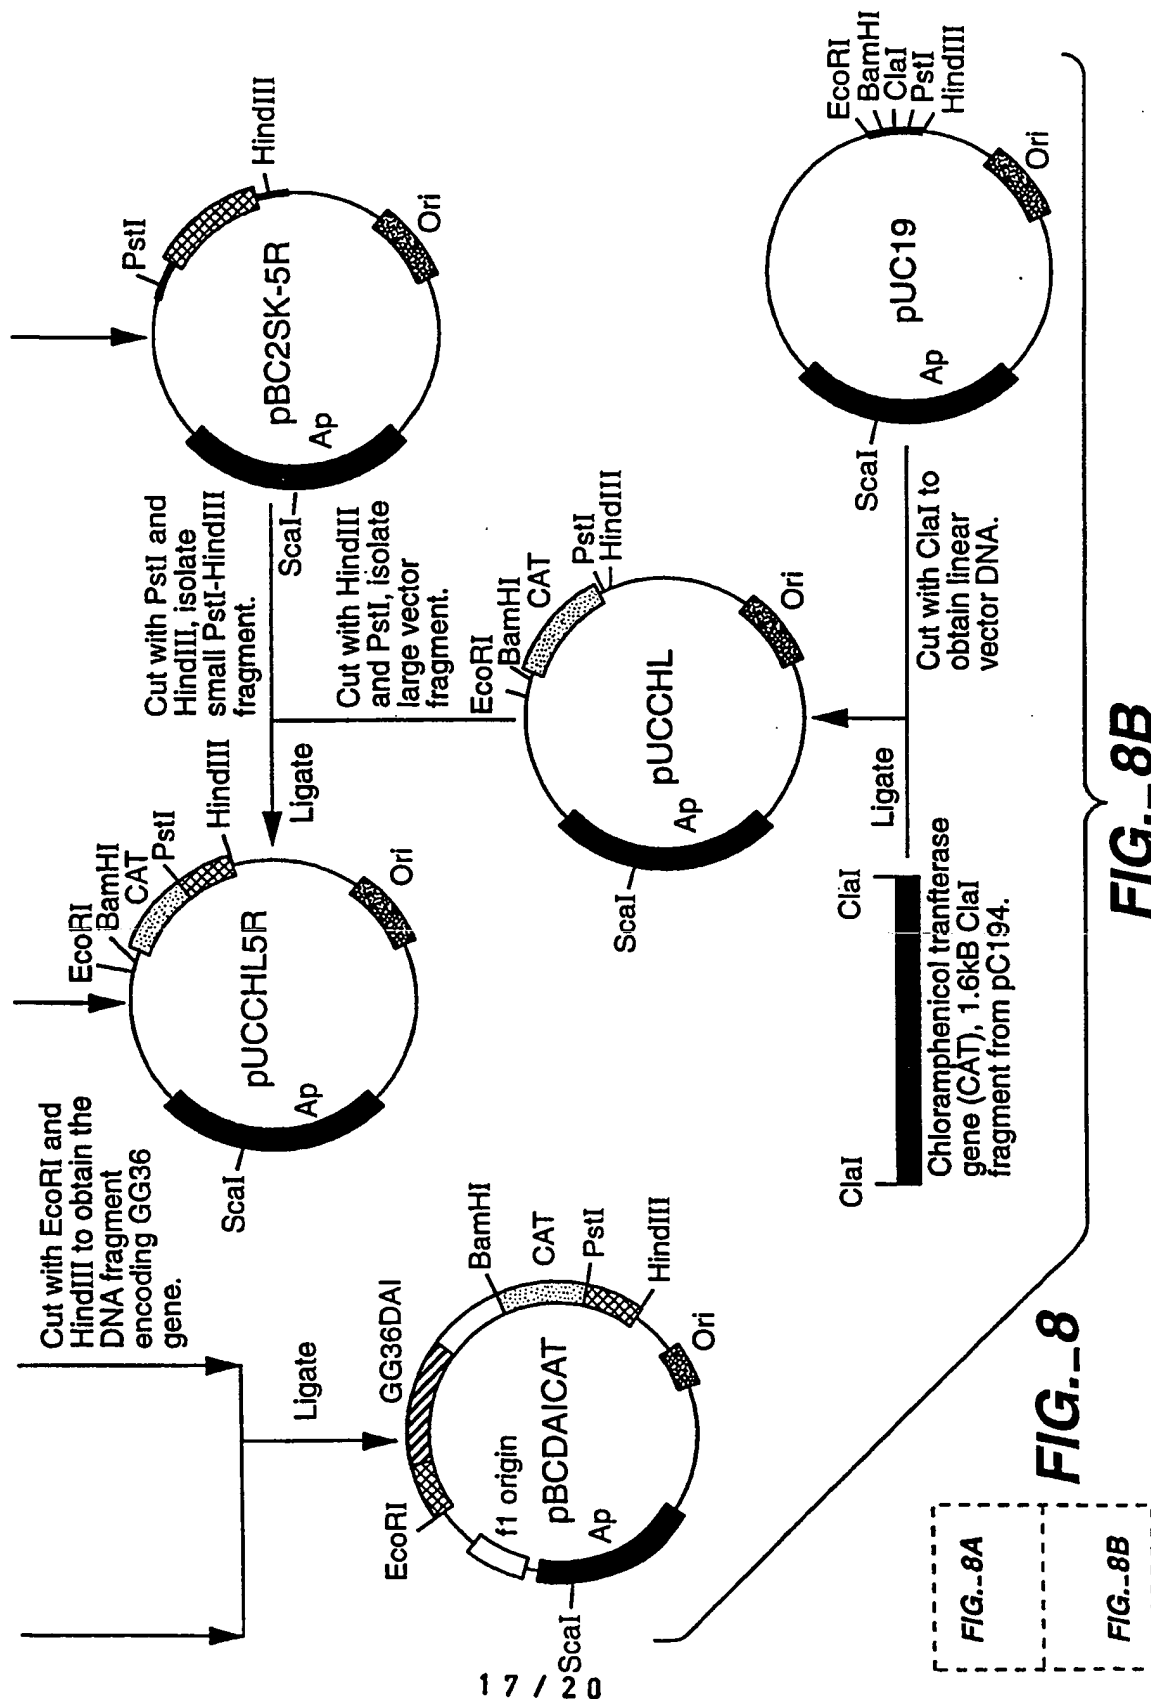 Cut with EcoRI and
HindIII to obtain the
DNA fragment
encoding GG36
gene.
Ligate
EcoRI
f1 origin
GG36DAI
BamHI
CAT
PstI
HindIII
Ori
pBCDAICAT
Ap
ScaI
EcoRI
BamHI
CAT
PstI
HindIII
Ori
pUCCHL5R
Ap
ScaI
Ligate
Cut with PstI and
HindIII, isolate
small PstI-HindIII
fragment.
Cut with HindIII
and PstI, isolate
large vector
fragment.
PstI
HindIII
Ori
pBC2SK-5R
Ap
ScaI
EcoRI
BamHI
CAT
PstI
HindIII
Ori
pUCCHL
Ap
ScaI
ClaI
ClaI
Chloramphenicol tranfterase
gene (CAT), 1.6kB ClaI
fragment from pC194.
Ligate
Cut with ClaI to
obtain linear
vector DNA.
EcoRI
BamHI
ClaI
PstI
HindIII
Ori
pUC19
Ap
ScaI
FIG._8B
FIG._8
FIG._8A
FIG._8B
17/20